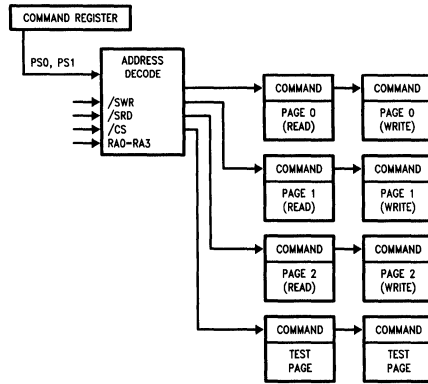 COMMAND REGISTER
PS0, PS1
ADDRESS
DECODE
/SWR
/SRD
/CS
RA0-RA3
COMMAND
PAGE 0
(READ)
COMMAND
PAGE 0
(WRITE)
COMMAND
PAGE 1
(READ)
COMMAND
PAGE 1
(WRITE)
COMMAND
PAGE 2
(READ)
COMMAND
PAGE 2
(WRITE)
COMMAND
TEST
PAGE
COMMAND
TEST
PAGE